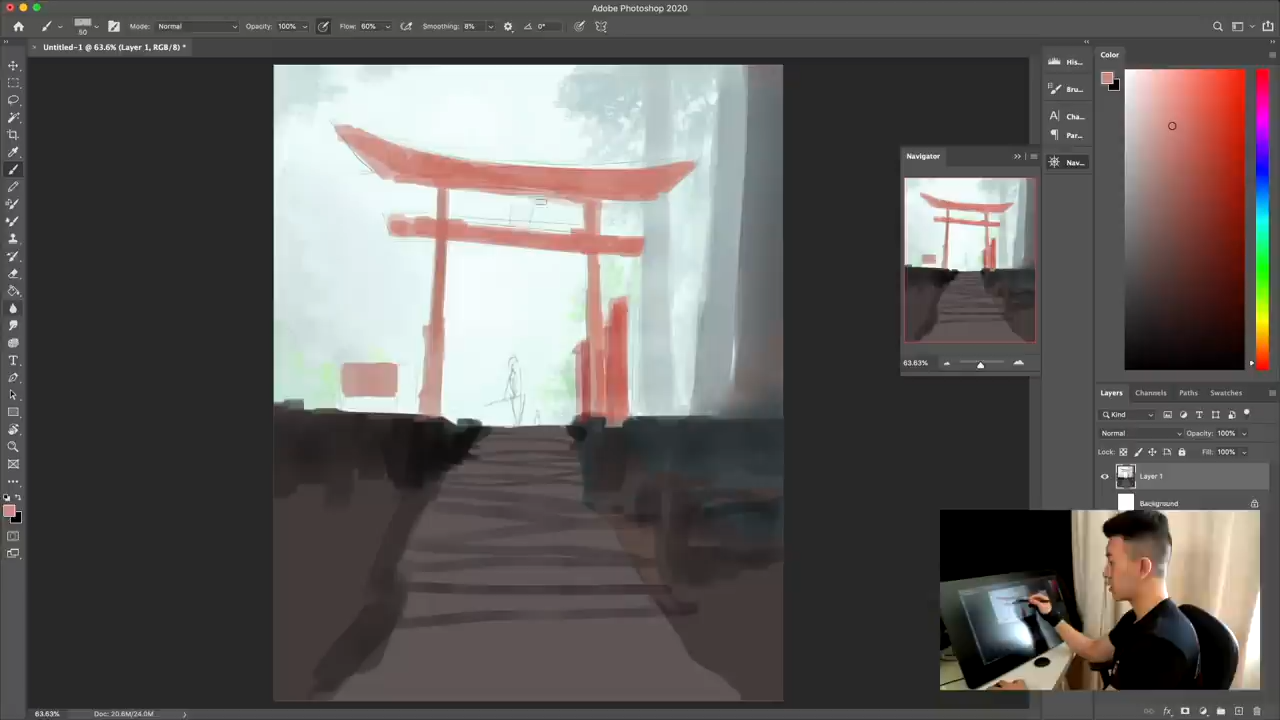 Adobe Photoshop 2020
50
Mode: Normal
Opacity: 100%
Flow: 60%
Smoothing: 8%
0°
Untitled-1 @ 63.6% (Layer 1, RGB/8) *
His...
Bru...
Cha...
Par...
Nav...
Color
Navigator
63.63%
Layers Channels Paths Swatches
Kind
Normal Opacity: 100%
Lock: Fill: 100%
Layer 1
Background
63.63% Doc: 20.6M/24.0M